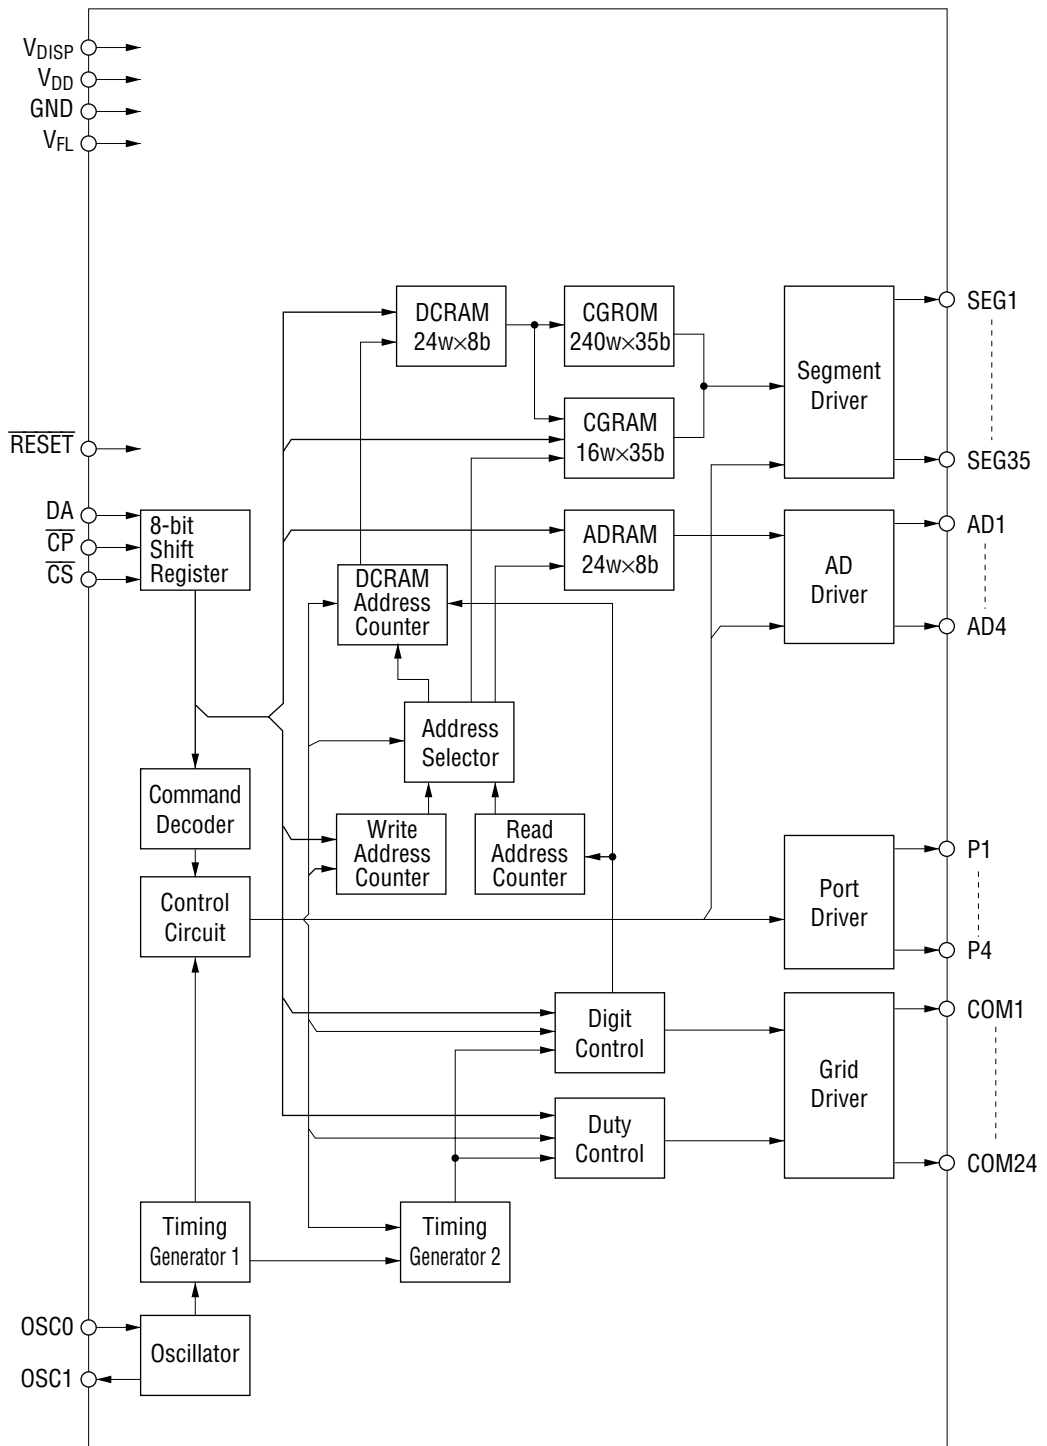 VDISP
VDD
GND
VFL
RESET
DA
CP
CS
8-bit
Shift
Register
DCRAM
24w×8b
CGROM
240w×35b
CGRAM
16w×35b
Segment
Driver
SEG1
SEG35
ADRAM
24w×8b
AD
Driver
AD1
AD4
DCRAM
Address
Counter
Address
Selector
Command
Decoder
Write
Address
Counter
Read
Address
Counter
Control
Circuit
Port
Driver
P1
P4
Digit
Control
Duty
Control
Grid
Driver
COM1
COM24
Timing
Generator 1
Timing
Generator 2
OSC0
OSC1
Oscillator